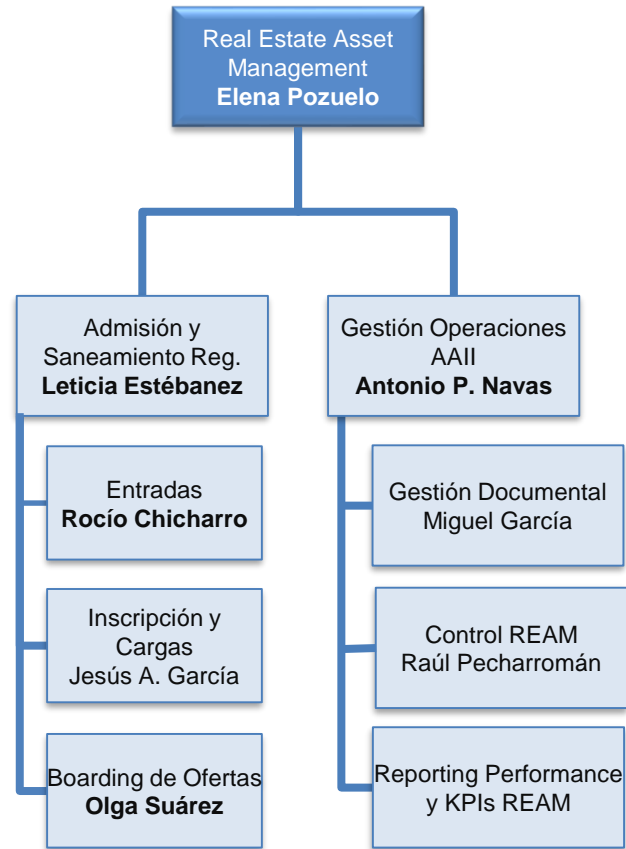 Real Estate Asset
Management
Elena Pozuelo
Admisión y
Saneamiento Reg.
Leticia Estébanez
Gestión Operaciones
AAII
Antonio P. Navas
Entradas
Rocío Chicharro
Inscripción y
Cargas
Jesús A. García
Boarding de Ofertas
Olga Suárez
Gestión Documental
Miguel García
Control REAM
Raúl Pecharromán
Reporting Performance
y KPIs REAM